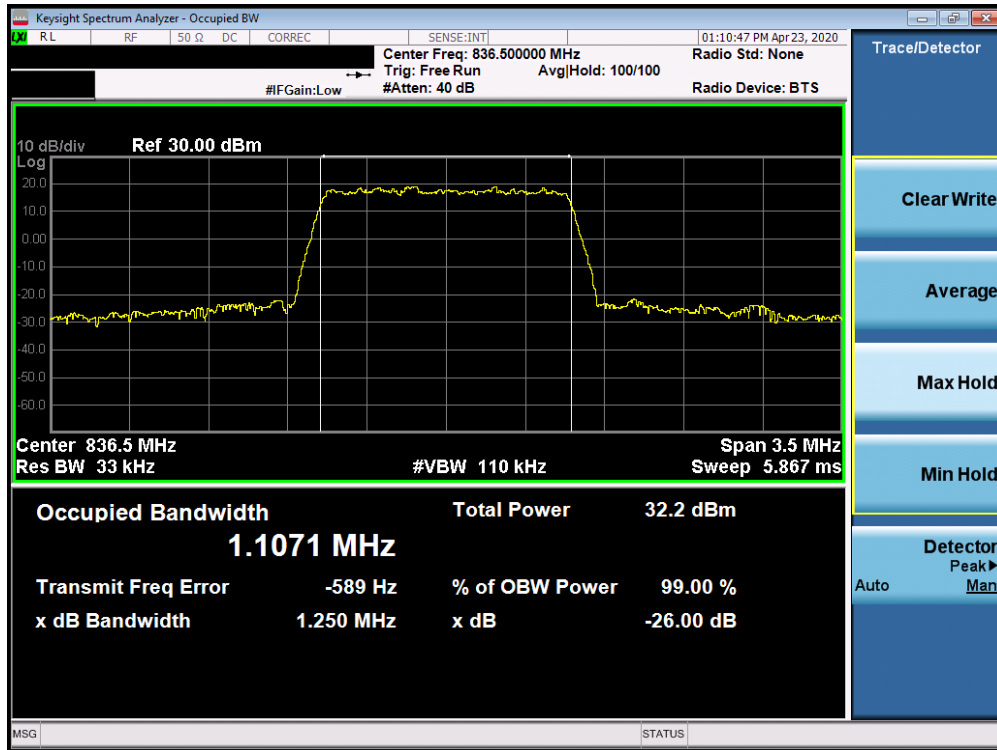 Keysight Spectrum Analyzer - Occupied BW
LXI RL RF 50 Ω DC CORREC SENSE:INT 01:10:47 PM Apr 23, 2020
Center Freq: 836.500000 MHz Radio Std: None
Trig: Free Run Avg|Hold: 100/100
#IFGain:Low #Atten: 40 dB Radio Device: BTS
10 dB/div Ref 30.00 dBm
Log
20.0
10.0
0.00
-10.0
-20.0
-30.0
-40.0
-50.0
-60.0
Center 836.5 MHz Span 3.5 MHz
Res BW 33 kHz #VBW 110 kHz Sweep 5.867 ms
Occupied Bandwidth Total Power 32.2 dBm
1.1071 MHz
Transmit Freq Error -589 Hz % of OBW Power 99.00 %
x dB Bandwidth 1.250 MHz x dB -26.00 dB
MSG STATUS
Trace/Detector
Clear Write
Average
Max Hold
Min Hold
Detector
Peak▶
Auto Man